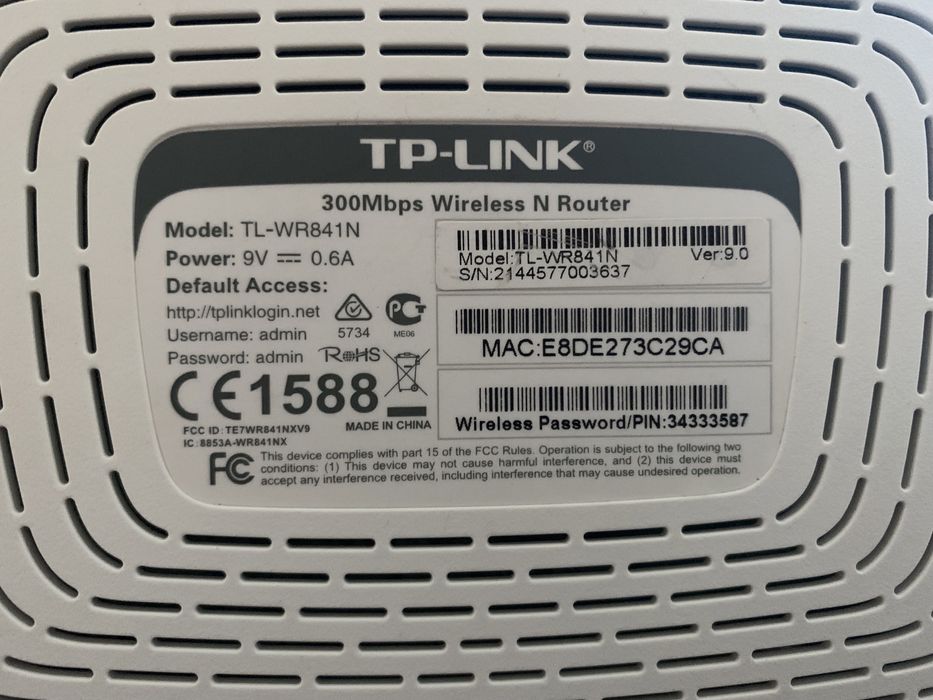 TP-LINK®
300Mbps Wireless N Router
Model: TL-WR841N
Power: 9V ⎓ 0.6A
Default Access:
http://tplinklogin.net
Username: admin
Password: admin
5734
PCT
ME06
RoHS
CE1588
FCC ID: TE7WR841NXV9
IC: 8853A-WR841NX
MADE IN CHINA
Model:TL-WR841N Ver:9.0
S/N:2144577003637
MAC:E8DE273C29CA
Wireless Password/PIN:34333587
FC This device complies with part 15 of the FCC Rules. Operation is subject to the following two
conditions: (1) This device may not cause harmful interference, and (2) this device must
accept any interference received, including interference that may cause undesired operation.